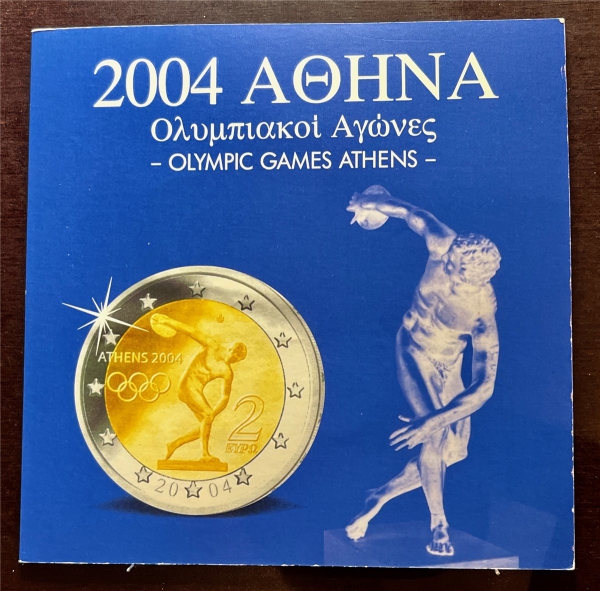 2004 ΑΘΗΝΑ
Ολυμπιακοί Αγώνες
– OLYMPIC GAMES ATHENS –
ATHENS 2004
2
ΕΥΡΩ
20 04